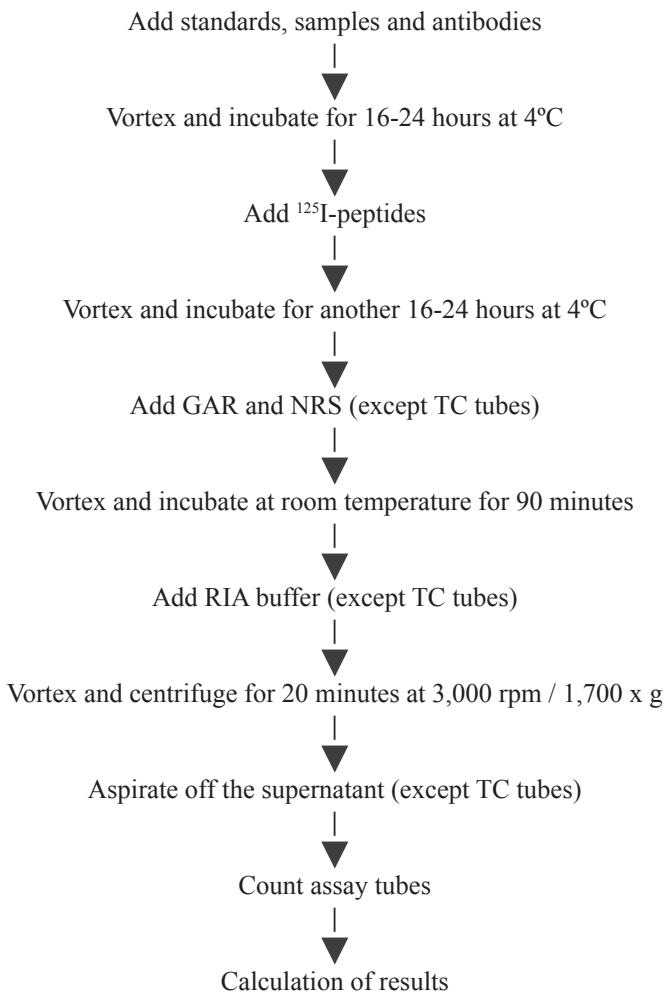 Add standards, samples and antibodies
Vortex and incubate for 16-24 hours at 4ºC
Add ¹²⁵I-peptides
Vortex and incubate for another 16-24 hours at 4ºC
Add GAR and NRS (except TC tubes)
Vortex and incubate at room temperature for 90 minutes
Add RIA buffer (except TC tubes)
Vortex and centrifuge for 20 minutes at 3,000 rpm / 1,700 x g
Aspirate off the supernatant (except TC tubes)
Count assay tubes
Calculation of results